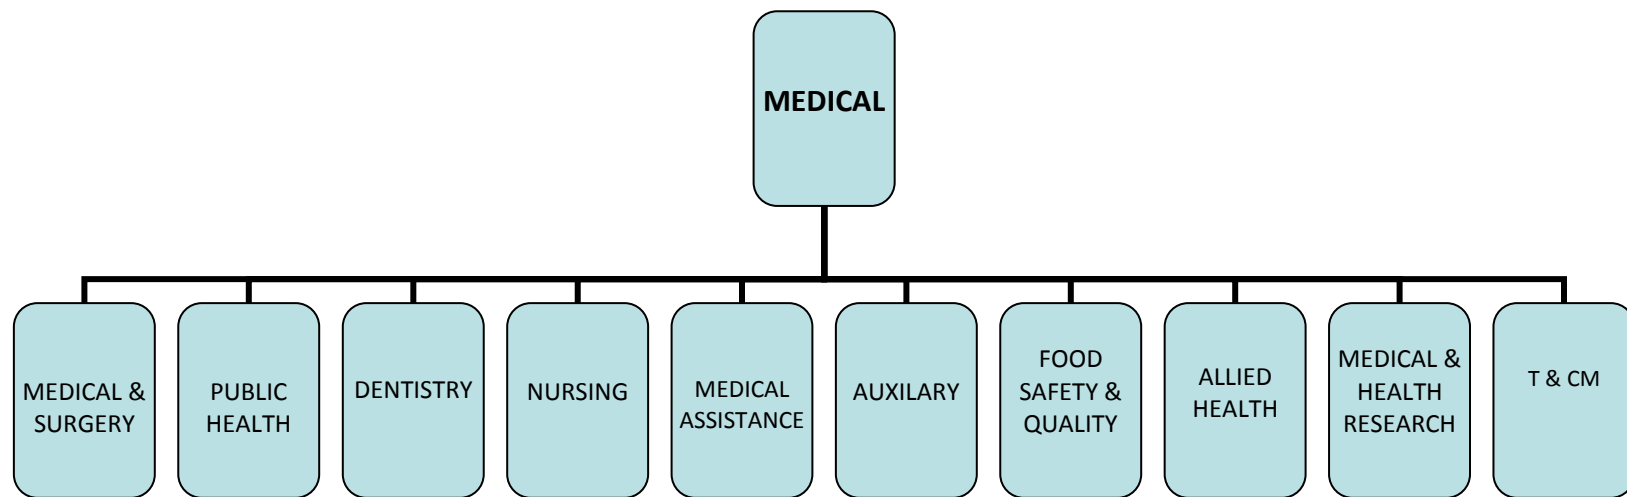 MEDICAL
MEDICAL &
SURGERY
PUBLIC
HEALTH
DENTISTRY
NURSING
MEDICAL
ASSISTANCE
AUXILARY
FOOD
SAFETY &
QUALITY
ALLIED
HEALTH
MEDICAL &
HEALTH
RESEARCH
T & CM